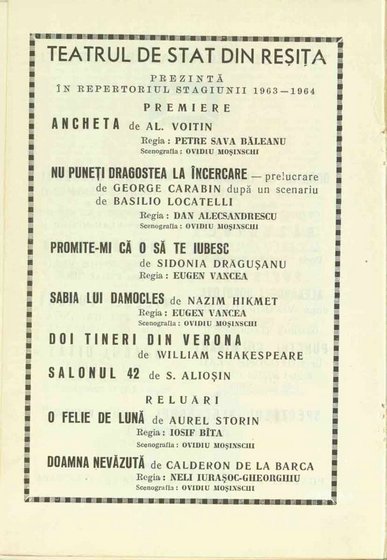 TEATRUL DE STAT DIN REȘIȚA
PREZINTĂ
ÎN REPERTORIUL STAGIUNII 1963—1964
PREMIERE
ANCHETA de AL. VOITIN
Regia : PETRE SAVA BĂLEANU
Scenografia : OVIDIU MOȘINSCHI
NU PUNEȚI DRAGOSTEA LA ÎNCERCARE — prelucrare
de GEORGE CARABIN după un scenariu
de BASILIO LOCATELLI
Regia : DAN ALECSANDRESCU
Scenografia : OVIDIU MOȘINSCHI
PROMITE-MI CĂ O SĂ TE IUBESC
de SIDONIA DRĂGUȘANU
Regia : EUGEN VANCEA
SABIA LUI DAMOCLES de NAZIM HIKMET
Regia : EUGEN VANCEA
Scenografia : OVIDIU MOȘINSCHI
DOI TINERI DIN VERONA
de WILLIAM SHAKESPEARE
SALONUL 42 de S. ALIOȘIN
RELUARI
O FELIE DE LUNĂ de AUREL STORIN
Regia : IOSIF BÎTA
Scenografia : OVIDIU MOȘINSCHI
DOAMNA NEVĂZUTĂ de CALDERON DE LA BARCA
Regia : NELI IURAȘOC-GHEORGHIU
Scenografia : OVIDIU MOȘINSCHI